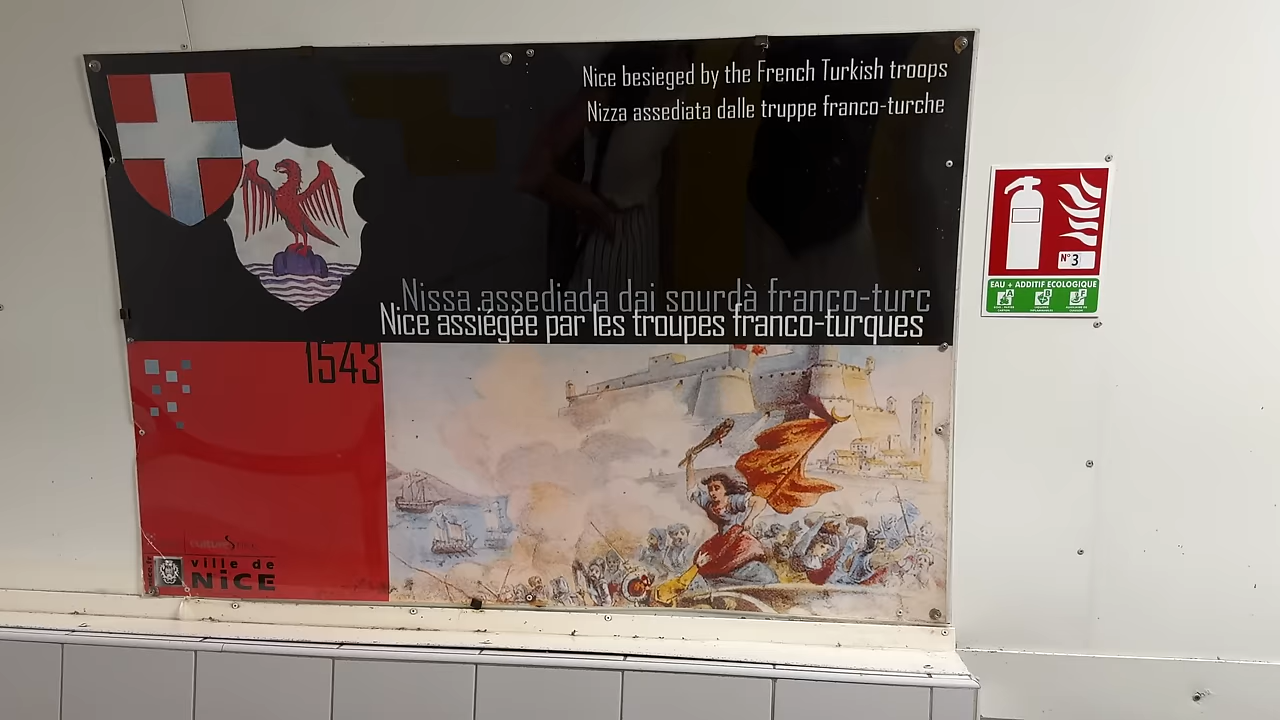 Nice besieged by the French Turkish troops
Nizza assediata dalle truppe franco-turche
Nissa assediada dai sourdà franco-turc
Nice assiégée par les troupes franco-turques
1543
ville de
NiCE
N° 3
EAU + ADDITIF ECOLOGIQUE
A
B
F